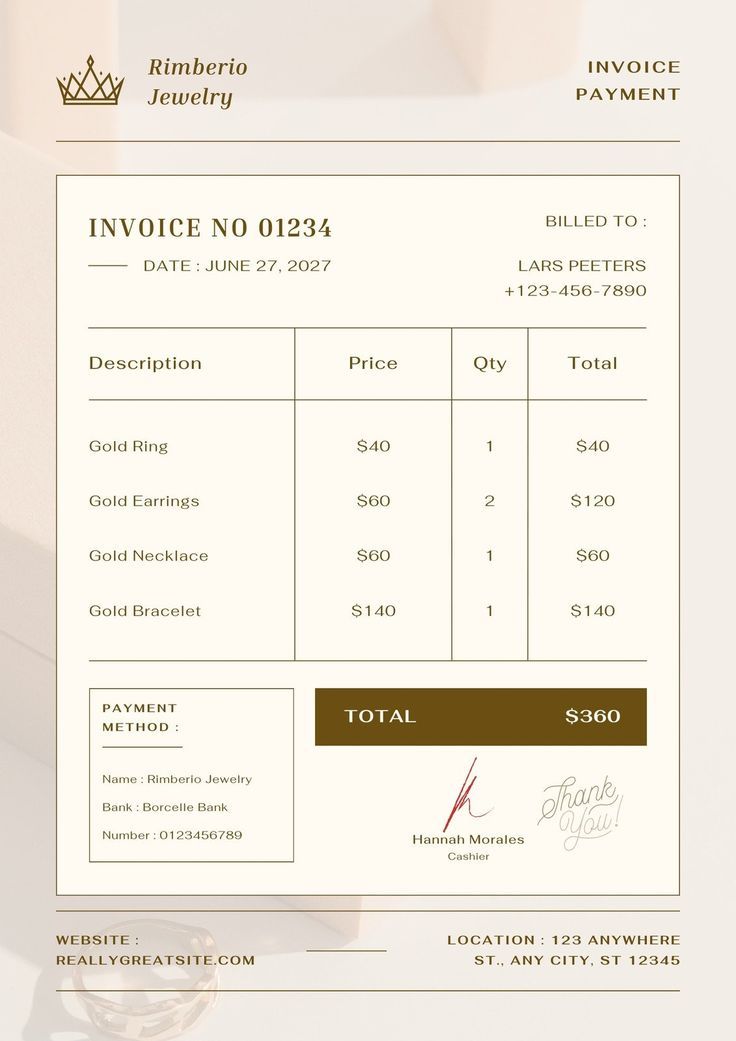 Rimberio
Jewelry
INVOICE
PAYMENT
INVOICE NO 01234
DATE : JUNE 27, 2027
BILLED TO :
LARS PEETERS
+123-456-7890
Description Price Qty Total
Gold Ring $40 1 $40
Gold Earrings $60 2 $120
Gold Necklace $60 1 $60
Gold Bracelet $140 1 $140
PAYMENT
METHOD :
Name : Rimberio Jewelry
Bank : Borcelle Bank
Number : 0123456789
TOTAL $360
Hannah Morales
Cashier
Thank
You!
WEBSITE :
REALLYGREATSITE.COM
LOCATION : 123 ANYWHERE
ST., ANY CITY, ST 12345